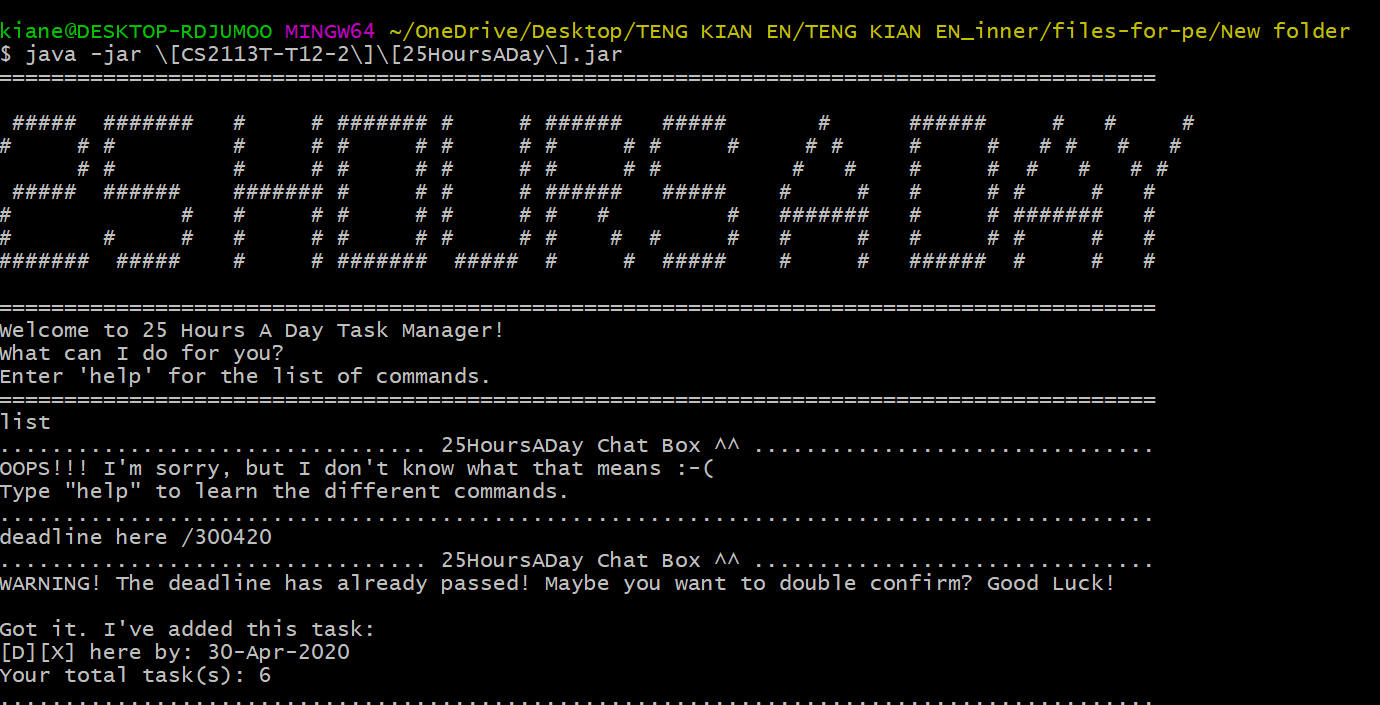 kiane@DESKTOP-RDJUMOO MINGW64 ~/OneDrive/Desktop/TENG KIAN EN/TENG KIAN EN_inner/files-for-pe/New folder
$ java -jar \[CS2113T-T12-2\]\[25HoursADay\].jar
=========================================================================================
25 HOURS A DAY
=========================================================================================
Welcome to 25 Hours A Day Task Manager!
What can I do for you?
Enter 'help' for the list of commands.
=========================================================================================
list
................................. 25HoursADay Chat Box ^^ ...............................
OOPS!!! I'm sorry, but I don't know what that means :-(
Type "help" to learn the different commands.
.........................................................................................
deadline here /300420
................................. 25HoursADay Chat Box ^^ ...............................
WARNING! The deadline has already passed! Maybe you want to double confirm? Good Luck!
Got it. I've added this task:
[D][X] here by: 30-Apr-2020
Your total task(s): 6
.........................................................................................